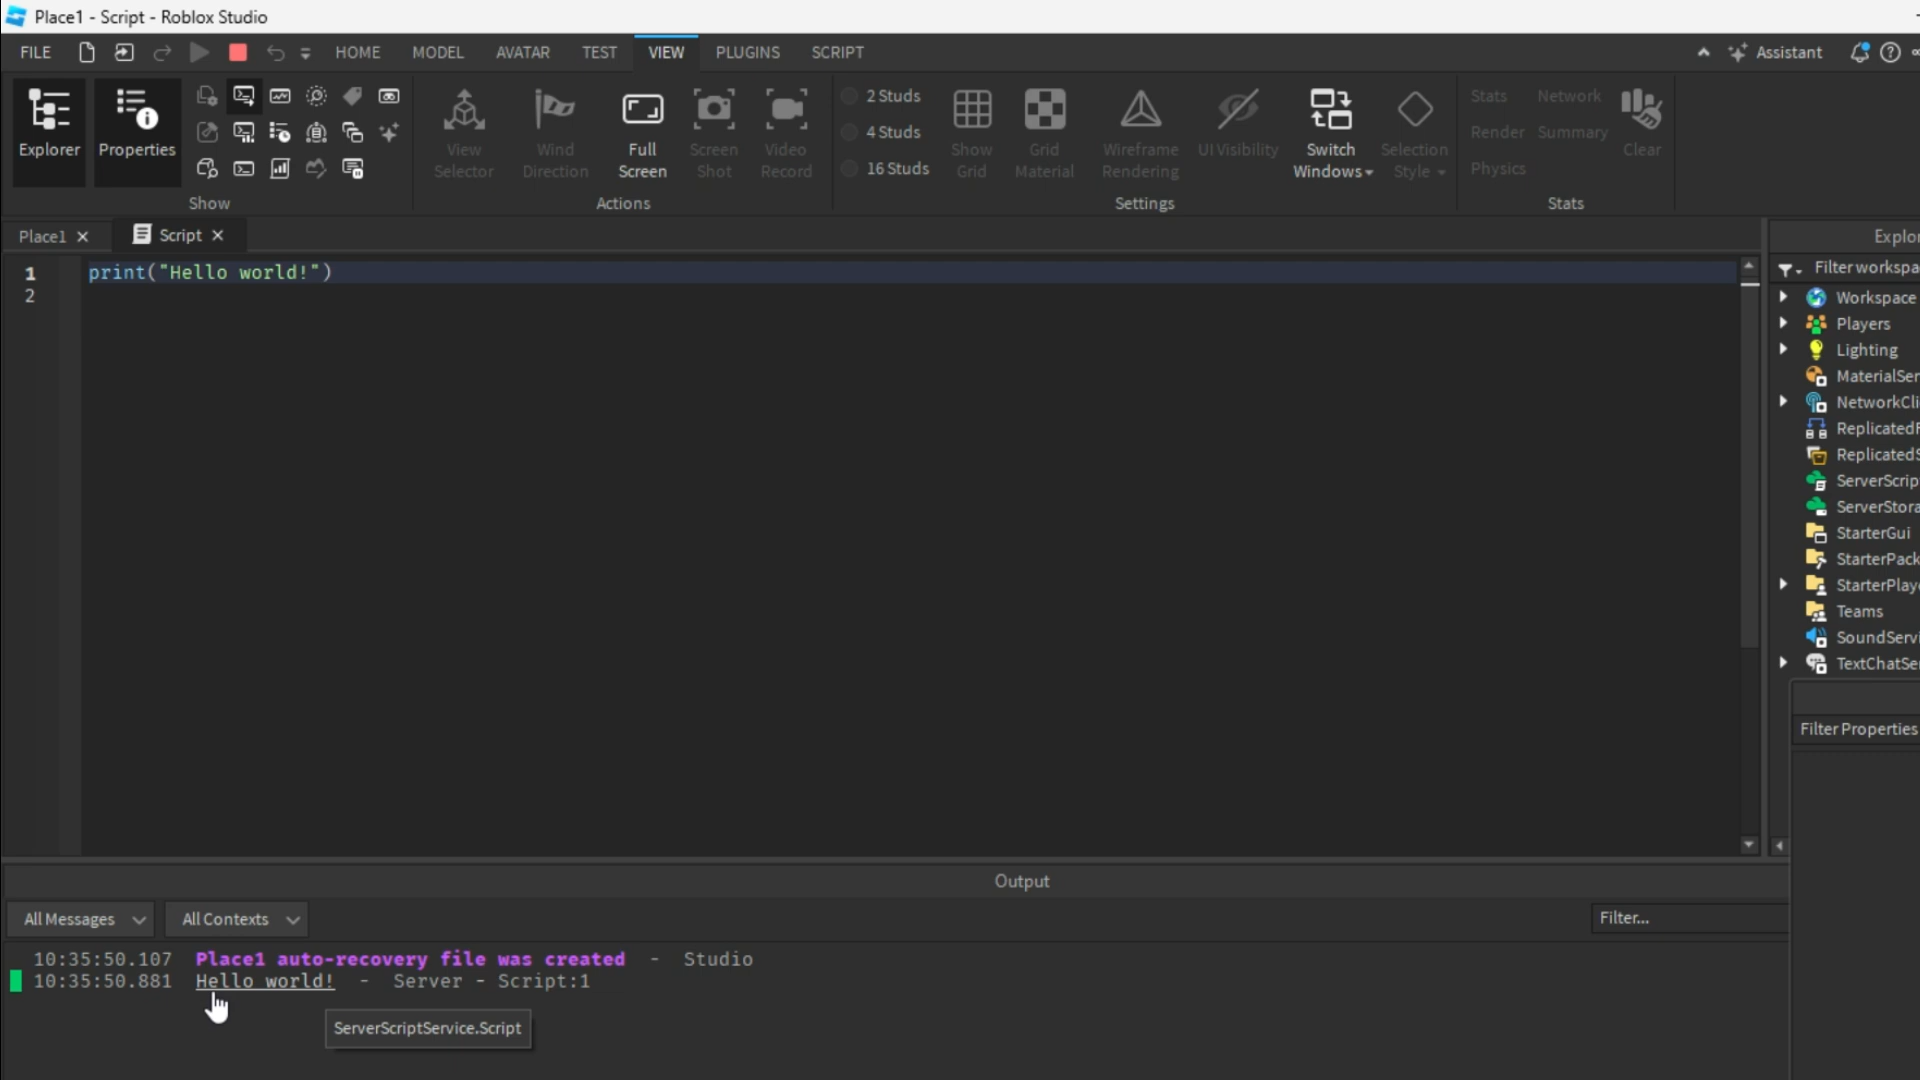 Place1 - Script - Roblox Studio
FILE HOME MODEL AVATAR TEST VIEW PLUGINS SCRIPT Assistant
Explorer
Properties
Show
View Selector
Wind Direction
Full Screen
Screen Shot
Video Record
Actions
2 Studs
4 Studs
16 Studs
Show Grid
Grid Material
Wireframe Rendering
UI Visibility
Switch Windows
Selection Style
Settings
Stats Network
Render Summary
Physics
Clear
Stats
Place1
Script
1 print("Hello world!")
2
Explor
Filter workspa
Workspace
Players
Lighting
MaterialSer
NetworkCli
ReplicatedF
ReplicatedS
ServerScrip
ServerStora
StarterGui
StarterPack
StarterPlaye
Teams
SoundServi
TextChatSe
Filter Properties
Output
All Messages All Contexts Filter...
10:35:50.107 Place1 auto-recovery file was created - Studio
10:35:50.881 Hello world! - Server - Script:1
ServerScriptService.Script